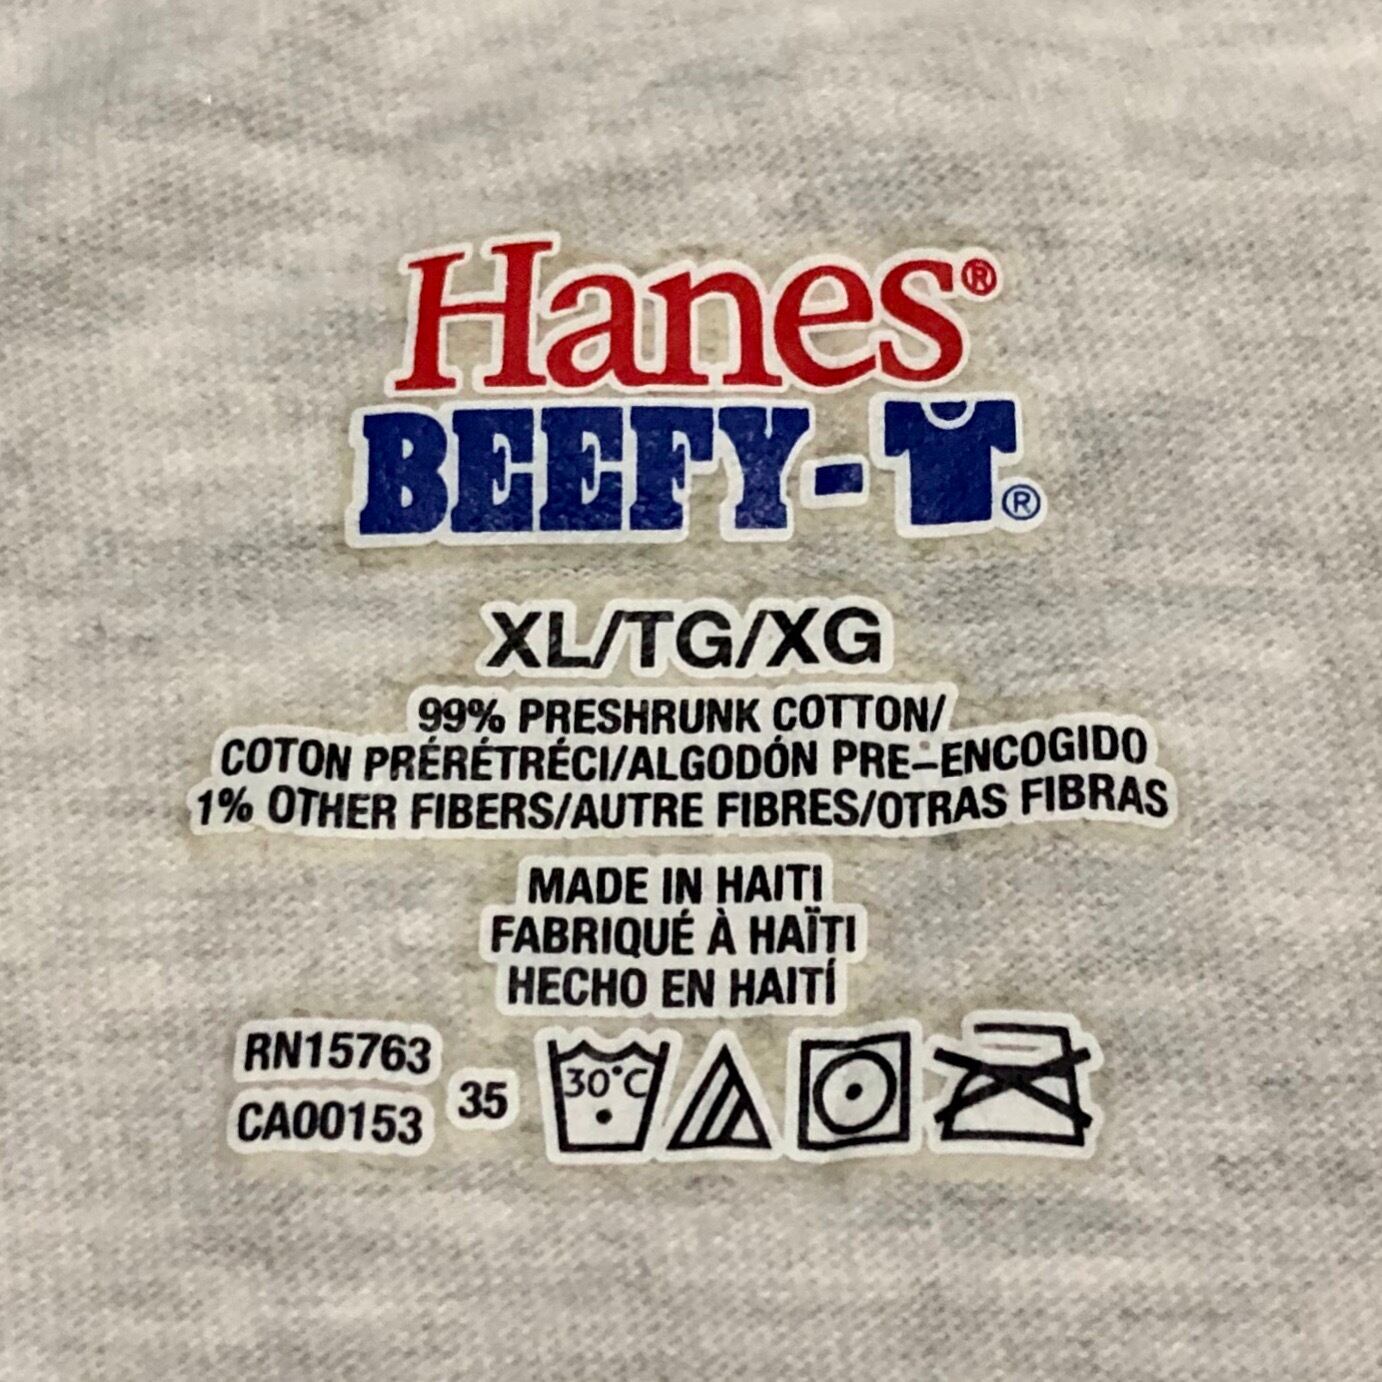 Hanes®
BEEFY-T®
XL/TG/XG
99% PRESHRUNK COTTON/
COTON PRÉRÉTRÉCI/ALGODÓN PRE-ENCOGIDO
1% OTHER FIBERS/AUTRE FIBRES/OTRAS FIBRAS
MADE IN HAITI
FABRIQUÉ À HAÏTI
HECHO EN HAITÍ
RN15763
CA00153
35
30°C